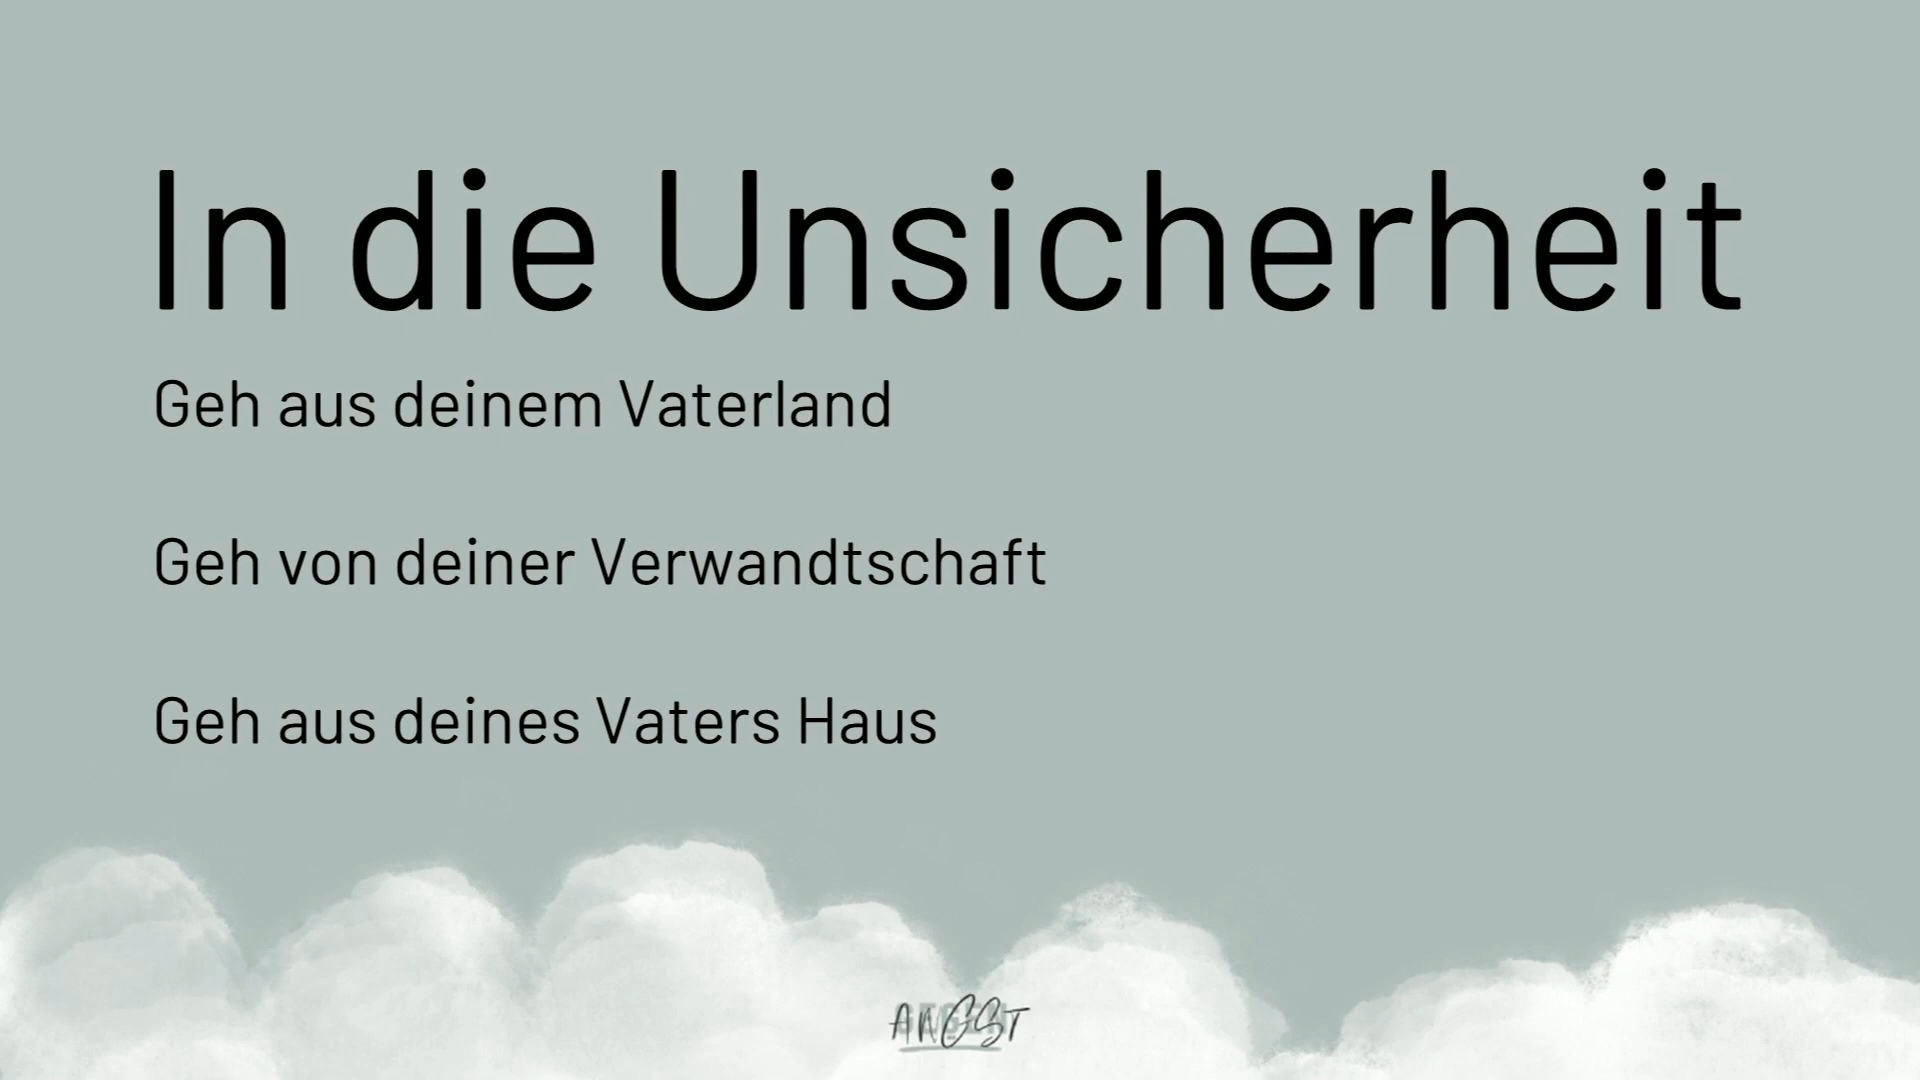 In die Unsicherheit
Geh aus deinem Vaterland
Geh von deiner Verwandtschaft
Geh aus deines Vaters Haus
ANGST